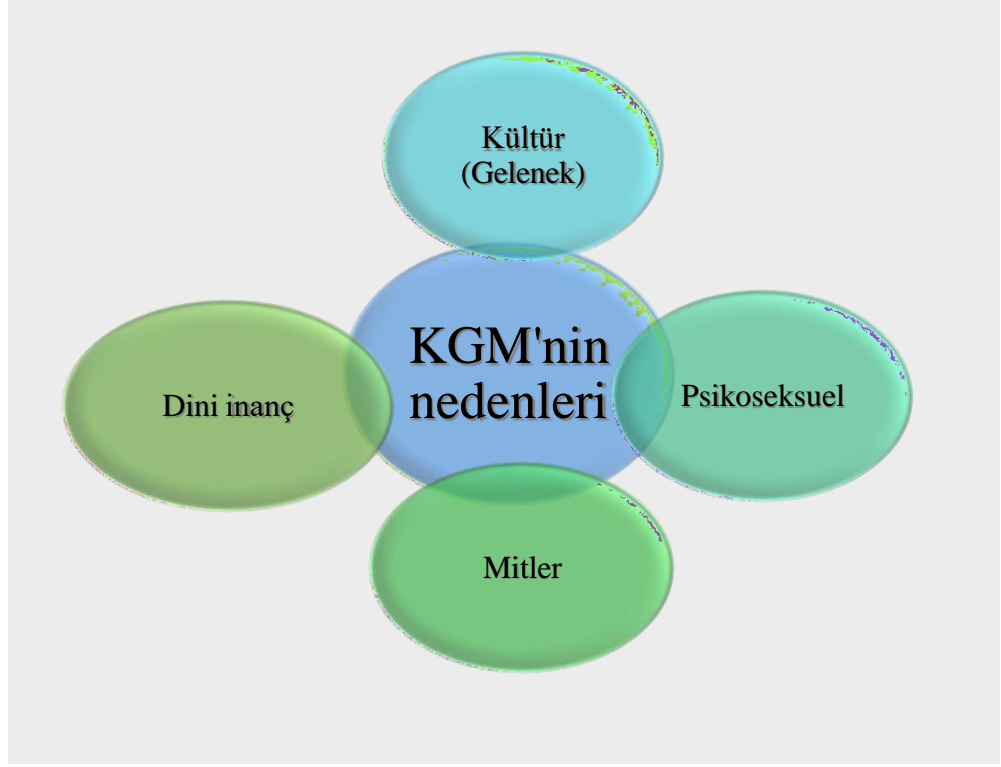 Kültür
(Gelenek)
KGM'nin
nedenleri
Psikoseksuel
Dini inanç
Mitler